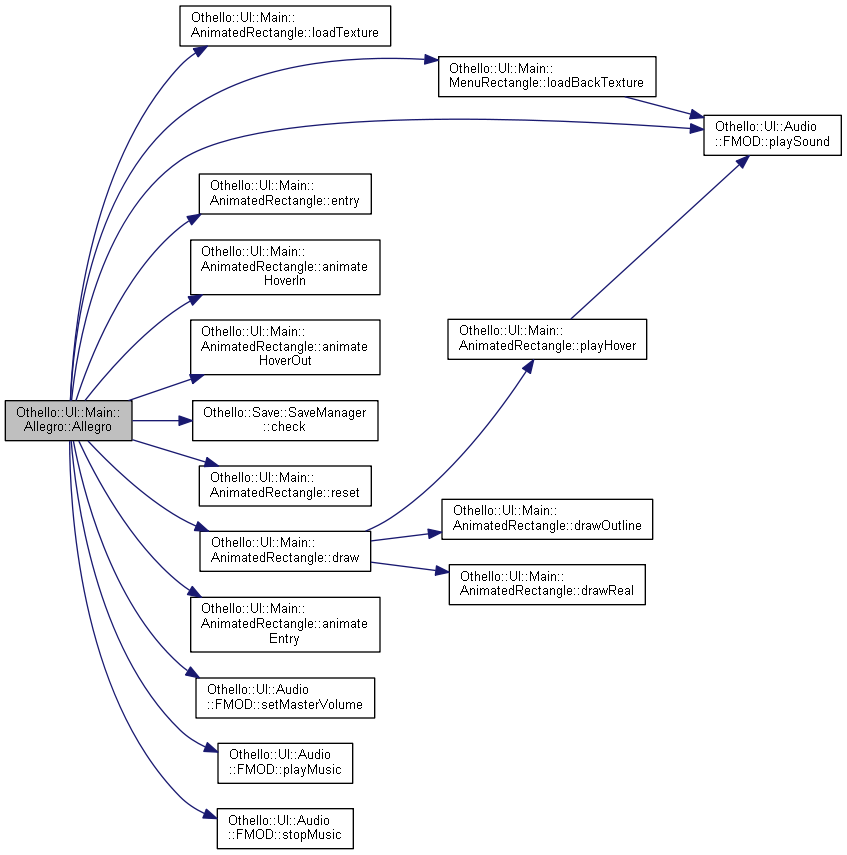 Othello::UI::Main::
AnimatedRectangle::loadTexture
Othello::UI::Main::
MenuRectangle::loadBackTexture
Othello::UI::Audio
::FMOD::playSound
Othello::UI::Main::
AnimatedRectangle::entry
Othello::UI::Main::
AnimatedRectangle::animate
HoverIn
Othello::UI::Main::
AnimatedRectangle::animate
HoverOut
Othello::UI::Main::
AnimatedRectangle::playHover
Othello::UI::Main::
Allegro::Allegro
Othello::Save::SaveManager
::check
Othello::UI::Main::
AnimatedRectangle::reset
Othello::UI::Main::
AnimatedRectangle::drawOutline
Othello::UI::Main::
AnimatedRectangle::draw
Othello::UI::Main::
AnimatedRectangle::drawReal
Othello::UI::Main::
AnimatedRectangle::animate
Entry
Othello::UI::Audio
::FMOD::setMasterVolume
Othello::UI::Audio
::FMOD::playMusic
Othello::UI::Audio
::FMOD::stopMusic